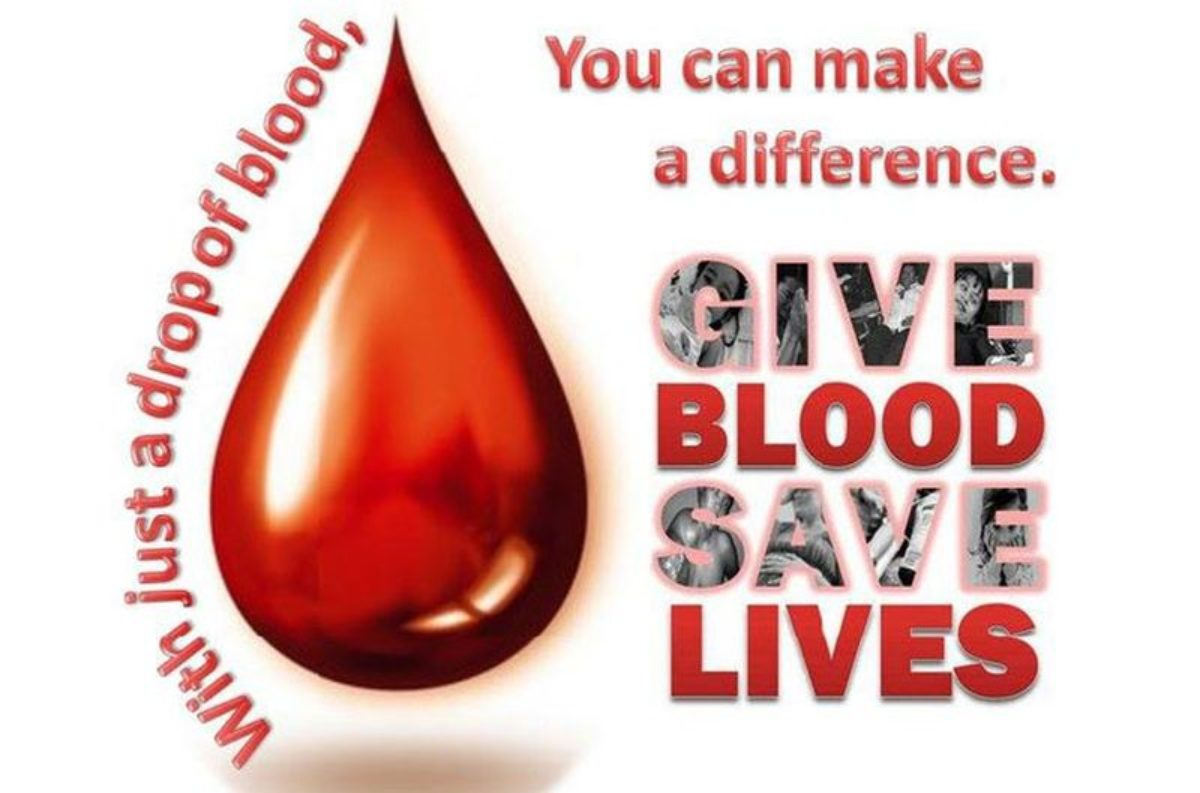 With just a drop of blood,
You can make
a difference.
GIVE
BLOOD
SAVE
LIVES